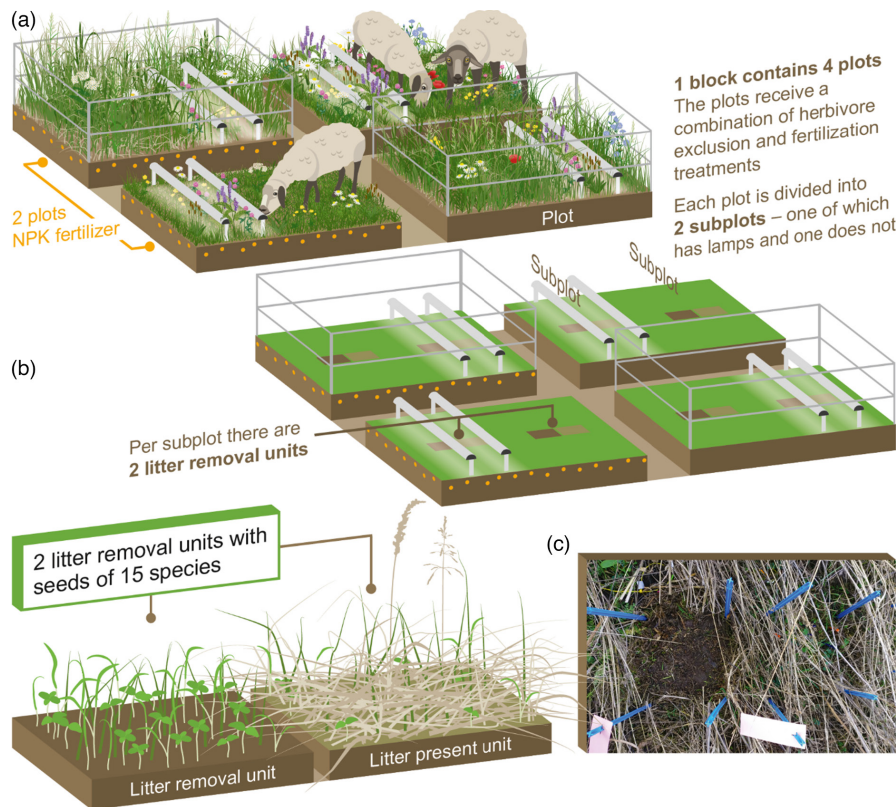 (a)
1 block contains 4 plots
The plots receive a
combination of herbivore
exclusion and fertilization
treatments
Each plot is divided into
2 subplots – one of which
has lamps and one does not
2 plots
NPK fertilizer
Plot
Subplot
Subplot
(b)
Per subplot there are
2 litter removal units
2 litter removal units with
seeds of 15 species
(c)
Litter removal unit
Litter present unit